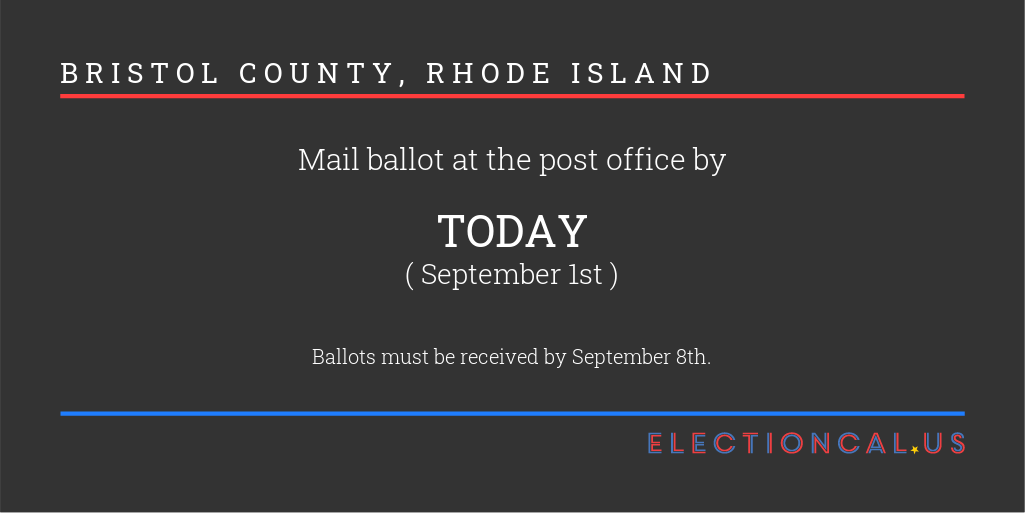 BRISTOL COUNTY, RHODE ISLAND
Mail ballot at the post office by
TODAY
( September 1st )
Ballots must be received by September 8th.
ELECTIONCAL.US